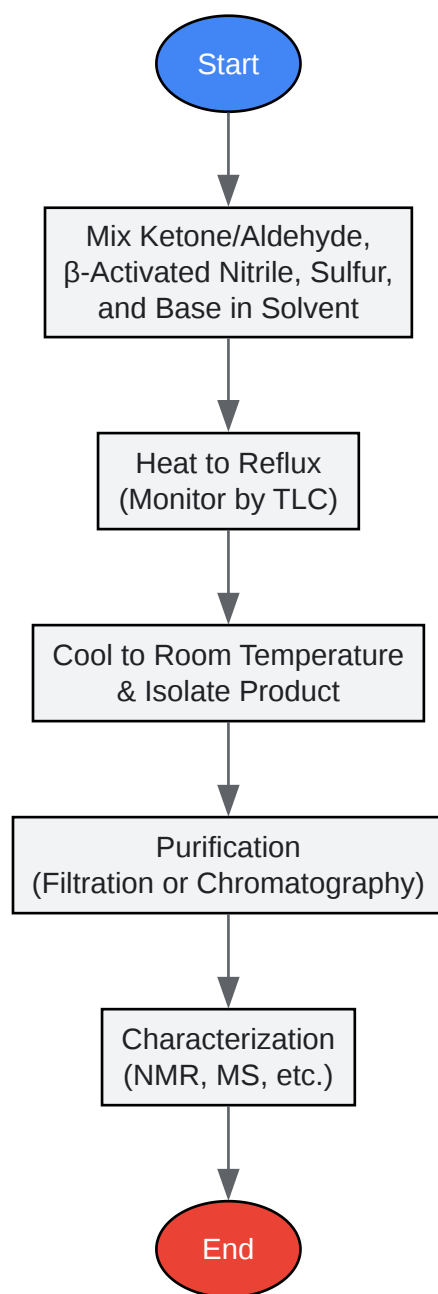 Start
Mix Ketone/Aldehyde,
β-Activated Nitrile, Sulfur,
and Base in Solvent
Heat to Reflux
(Monitor by TLC)
Cool to Room Temperature
& Isolate Product
Purification
(Filtration or Chromatography)
Characterization
(NMR, MS, etc.)
End